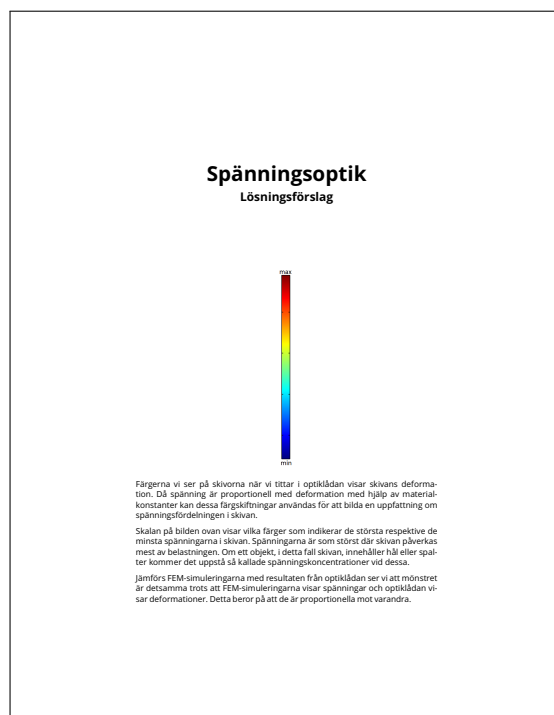 Spänningsoptik
Lösningsförslag
max
min
Färgerna vi ser på skivorna när vi tittar i optiklådan visar skivans deforma-
tion. Då spänning är proportionell med deformation med hjälp av material-
konstanter kan dessa färgskiftningar användas för att bilda en uppfattning om
spänningsfördelningen i skivan.
Skalan på bilden ovan visar vilka färger som indikerar de största respektive de
minsta spänningarna i skivan. Spänningarna är som störst där skivan påverkas
mest av belastningen. Om ett objekt, i detta fall skivan, innehåller hål eller spal-
ter kommer det uppstå så kallade spänningskoncentrationer vid dessa.
Jämförs FEM-simuleringarna med resultaten från optiklådan ser vi att mönstret
är detsamma trots att FEM-simuleringarna visar spänningar och optiklådan vi-
sar deformationer. Detta beror på att de är proportionella mot varandra.